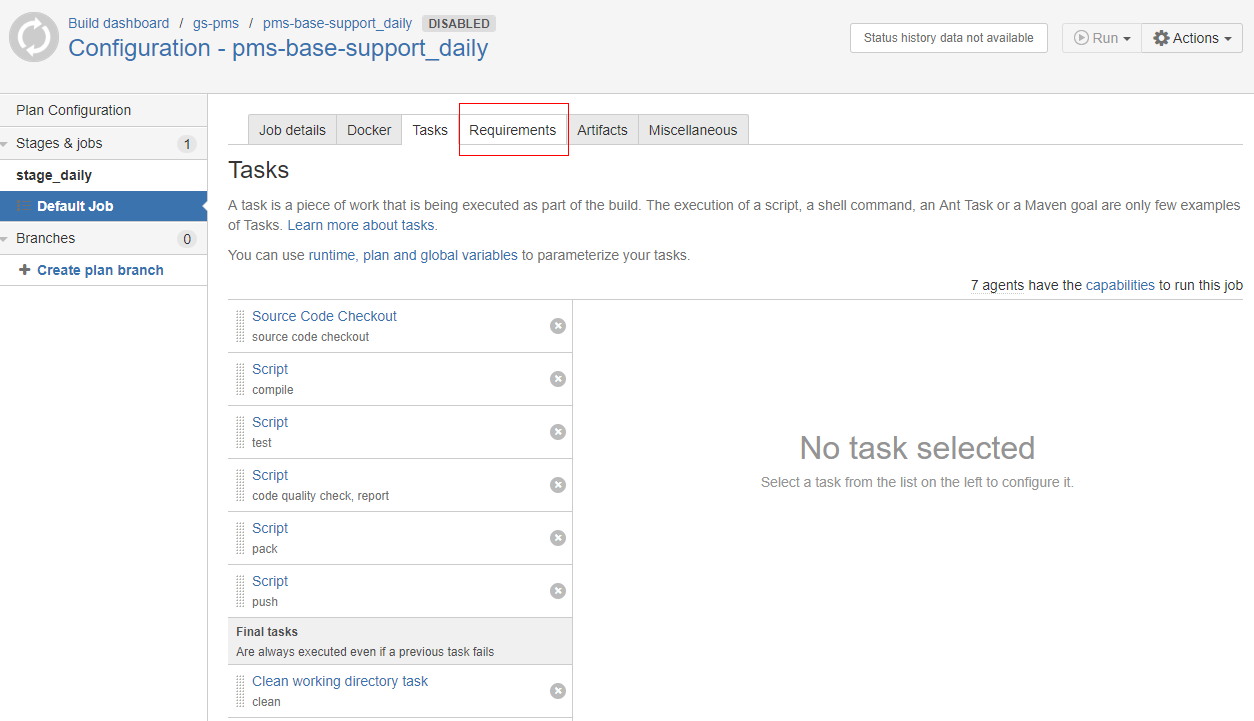 Build dashboard / gs-pms / pms-base-support_daily DISABLED
Configuration - pms-base-support_daily
Status history data not available
Run
Actions
Plan Configuration
Stages & jobs 1
stage_daily
Default Job
Branches 0
Create plan branch
Job details Docker Tasks Requirements Artifacts Miscellaneous
Tasks
A task is a piece of work that is being executed as part of the build. The execution of a script, a shell command, an Ant Task or a Maven goal are only few examples
of Tasks. Learn more about tasks.
You can use runtime, plan and global variables to parameterize your tasks.
7 agents have the capabilities to run this job
Source Code Checkout
source code checkout
Script
compile
Script
test
Script
code quality check, report
Script
pack
Script
push
Final tasks
Are always executed even if a previous task fails
Clean working directory task
clean
No task selected
Select a task from the list on the left to configure it.